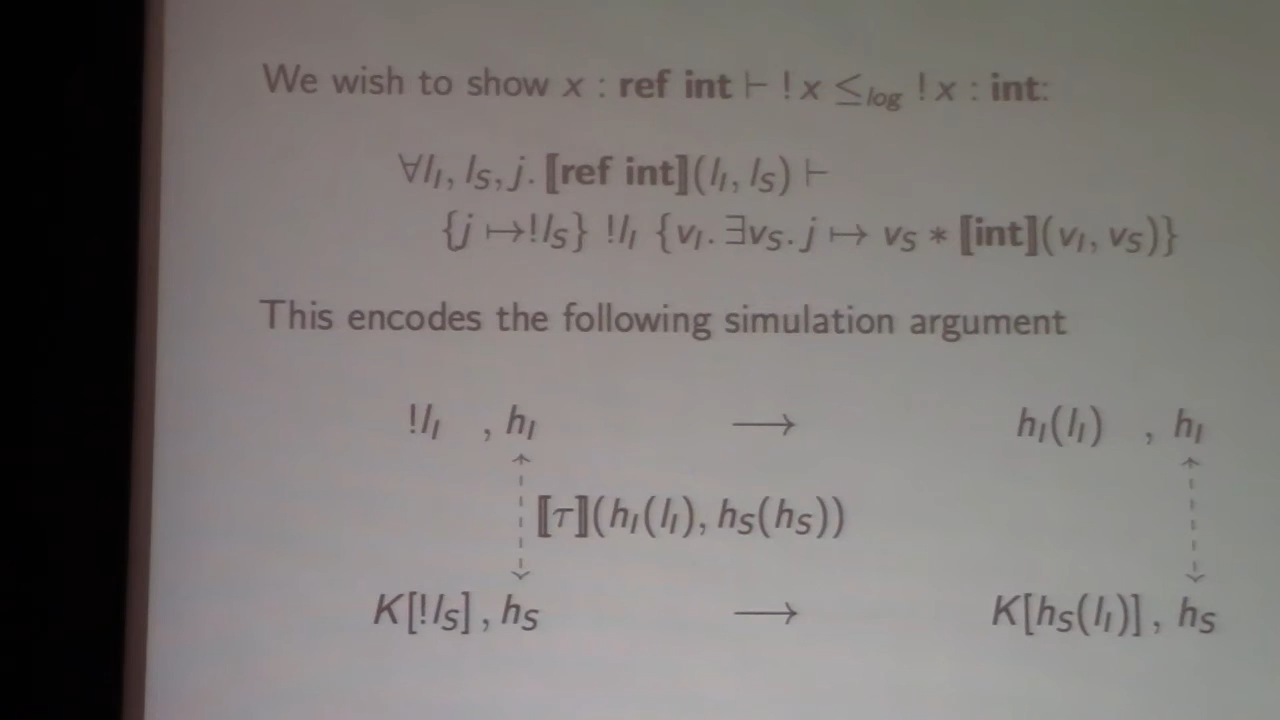 We wish to show x : ref int ⊢ !x ≤log !x : int:
∀lI, lS, j. ⟦ref int⟧(lI, lS) ⊢
{j ↦!lS} !lI {vI. ∃vS. j ↦ vS ∗ ⟦int⟧(vI, vS)}
This encodes the following simulation argument
!lI , hI ⟶ hI(lI) , hI
⟦τ⟧(hI(lI), hS(hS))
K[!lS] , hS ⟶ K[hS(lI)] , hS